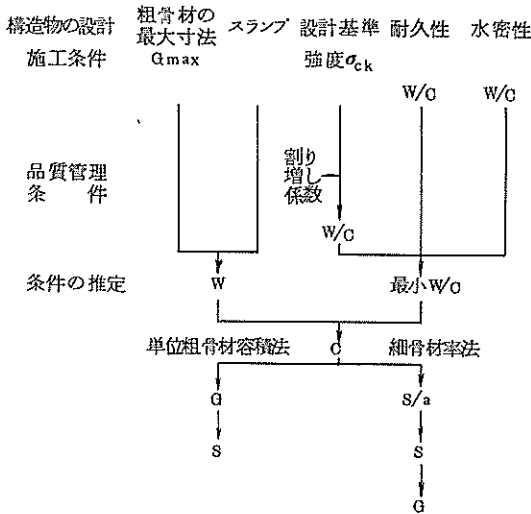 構造物の設計
施工条件
粗骨材の
最大寸法
Gmax
スランプ
設計基準
強度σck
耐久性
水密性
W/C
W/C
品質管理
条 件
割り
増し
係数
W/C
条件の推定
W
最小W/C
単位粗骨材容積法
C
細骨材率法
G
S/a
S
S
G